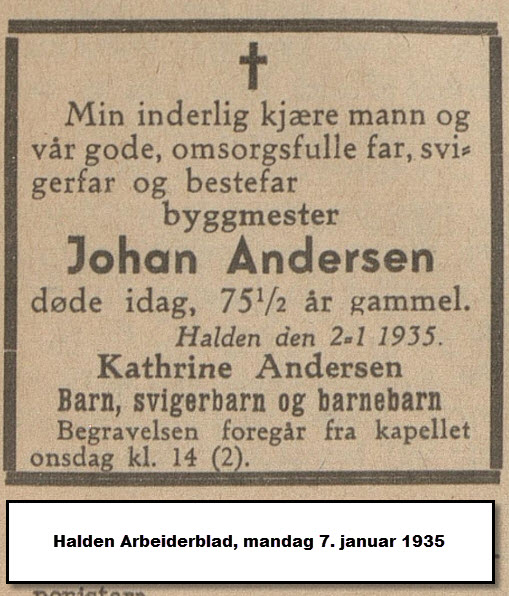 Min inderlig kjære mann og
vår gode, omsorgsfulle far, svi-
gerfar og bestefar
byggmester
Johan Andersen
døde idag, 75½ år gammel.
Halden den 2-1 1935.
Kathrine Andersen
Barn, svigerbarn og barnebarn
Begravelsen foregår fra kapellet
onsdag kl. 14 (2).
Halden Arbeiderblad, mandag 7. januar 1935